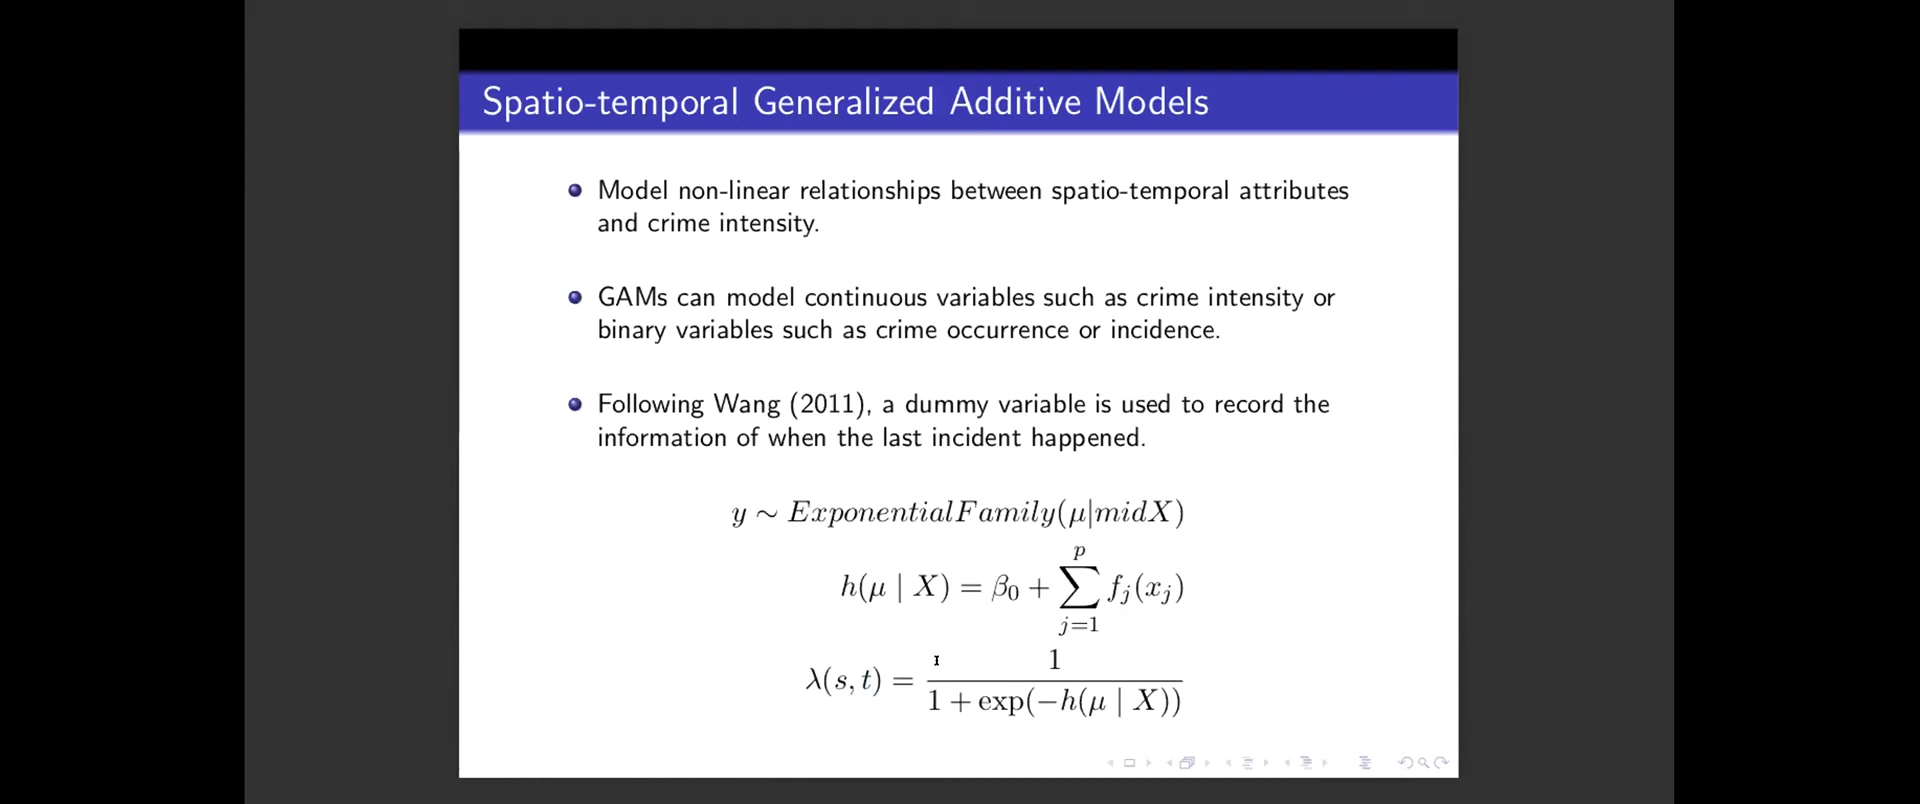 Spatio-temporal Generalized Additive Models
Model non-linear relationships between spatio-temporal attributes
and crime intensity.
GAMs can model continuous variables such as crime intensity or
binary variables such as crime occurrence or incidence.
Following Wang (2011), a dummy variable is used to record the
information of when the last incident happened.
y ∼ ExponentialFamily(μ|midX)
h(μ | X) = β₀ + ∑_{j=1}^{p} f_j(x_j)
λ(s, t) = 1 / (1 + exp(−h(μ | X)))